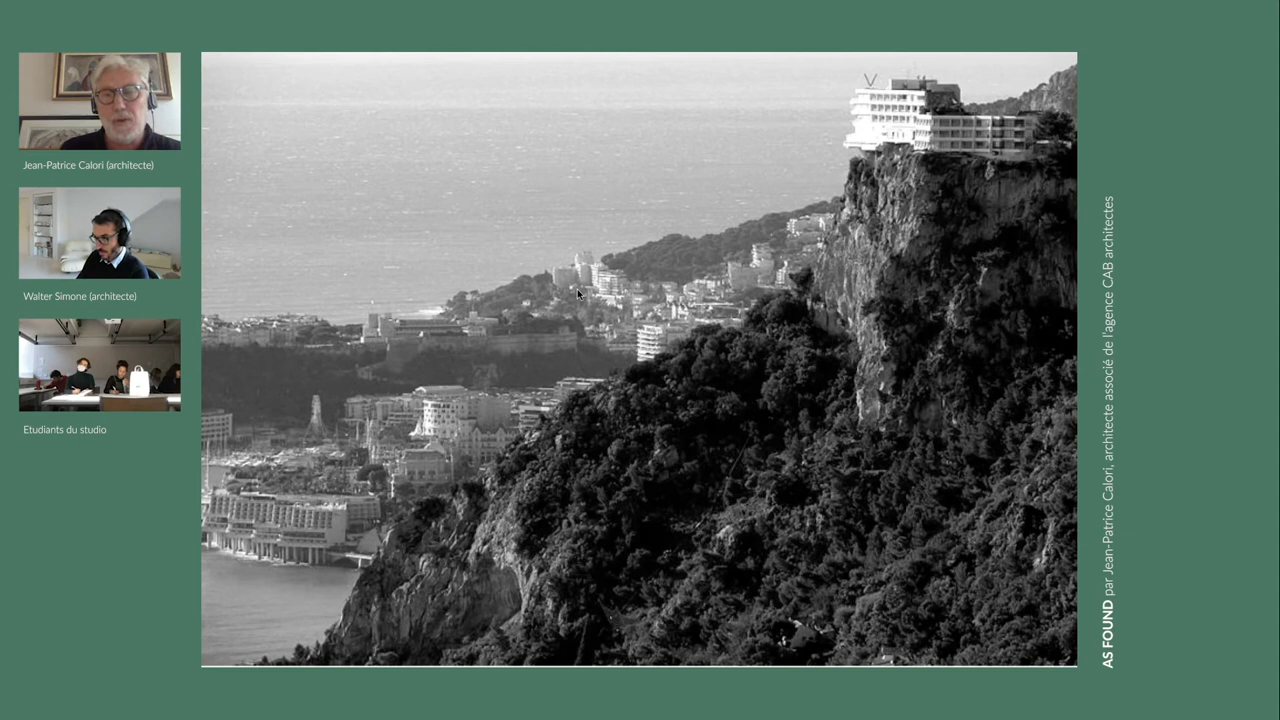 Jean-Patrice Calori (architecte)
Walter Simone (architecte)
Etudiants du studio
AS FOUND par Jean-Patrice Calori, architecte associé de l'agence CAB architectes